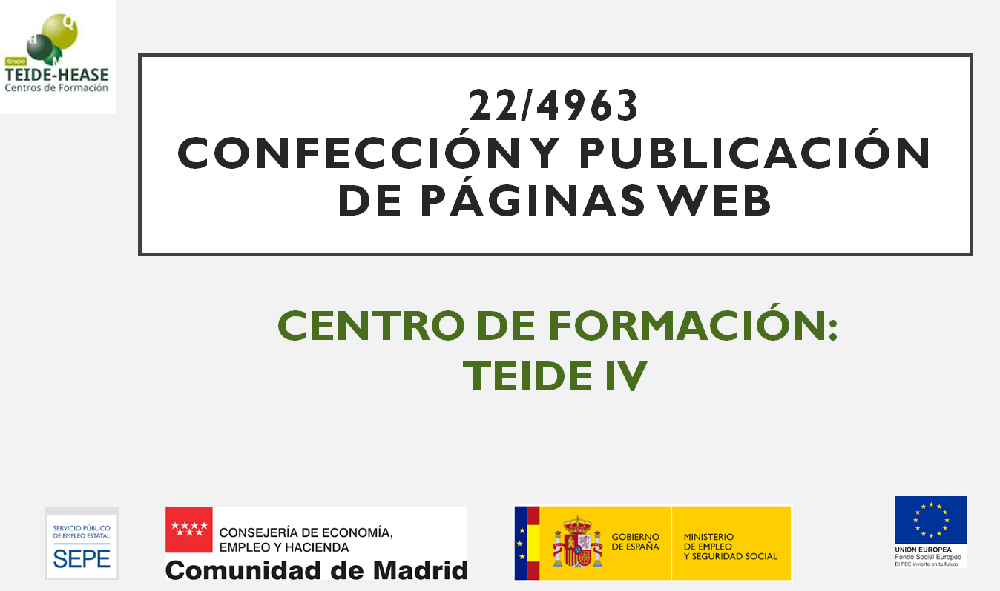 Q
H
M
Grupo
TEIDE-HEASE
Centros de Formación
22/4963
CONFECCIÓN Y PUBLICACIÓN
DE PÁGINAS WEB
CENTRO DE FORMACIÓN:
TEIDE IV
SERVICIO PÚBLICO
DE EMPLEO ESTATAL
SEPE
CONSEJERÍA DE ECONOMÍA,
EMPLEO Y HACIENDA
Comunidad de Madrid
GOBIERNO
DE ESPAÑA
MINISTERIO
DE EMPLEO
Y SEGURIDAD SOCIAL
UNIÓN EUROPEA
Fondo Social Europeo
El FSE invierte en tu futuro